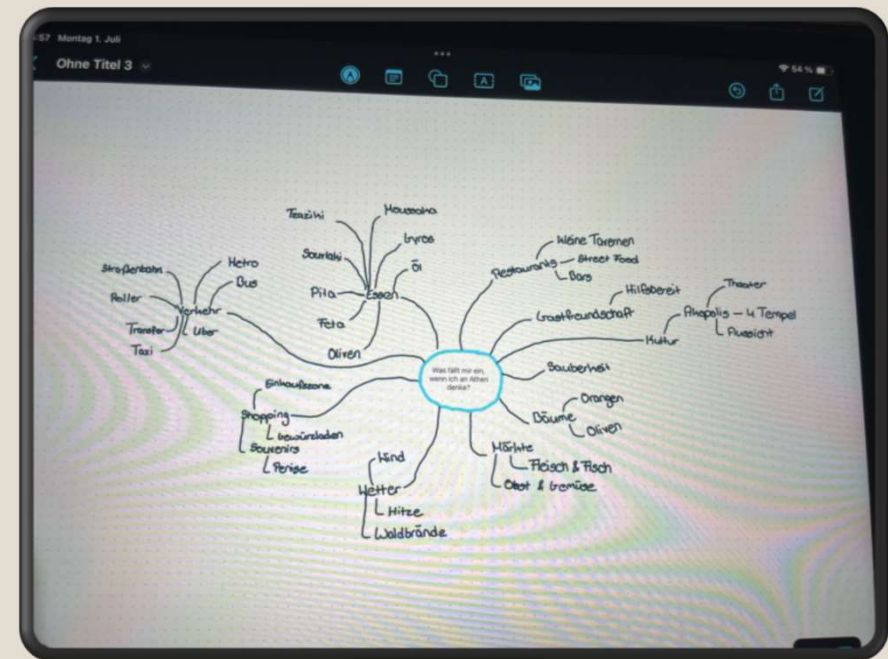 :57 Montag 1. Juli
54 %
Ohne Titel 3
A
Was fällt mir ein,
wenn ich an Athen
denke?
Essen
Tzaziki
Moussaka
Gyros
Öl
Pita
Feta
Oliven
Verkehr
Straßenbahn
Metro
Bus
Roller
Transfer
Uber
Taxi
Restaurants
kleine Tavernen
Street Food
Bars
Gastfreundschaft
Hilfsbereit
Kultur
Akropolis – 4 Tempel
Theater
Aussicht
Sauberkeit
Bäume
Orangen
Oliven
Märkte
Fleisch & Fisch
Obst & Gemüse
Wetter
Wind
Hitze
Waldbrände
Shopping
Einkaufszone
Gewürzladen
Souvenirs